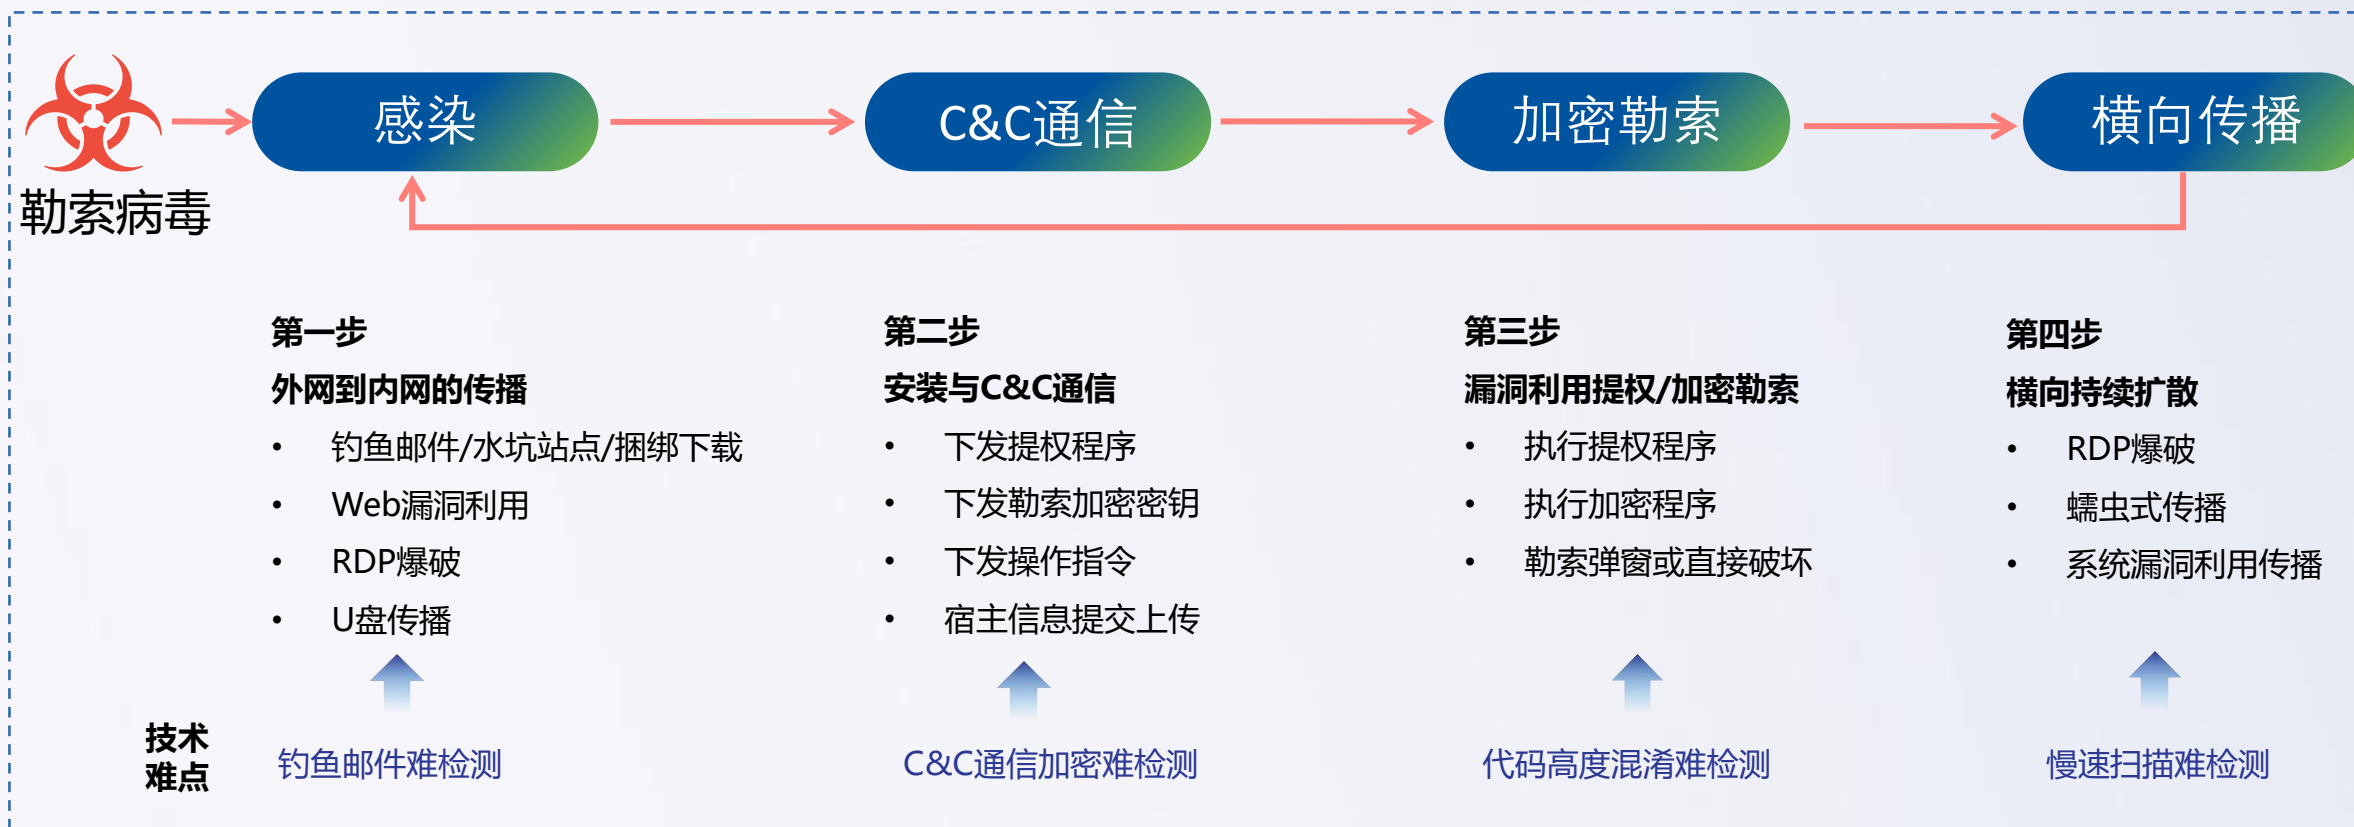 感染
C&C通信
加密勒索
横向传播
勒索病毒
第一步
外网到内网的传播
• 钓鱼邮件/水坑站点/捆绑下载
• Web漏洞利用
• RDP爆破
• U盘传播
第二步
安装与C&C通信
• 下发提权程序
• 下发勒索加密密钥
• 下发操作指令
• 宿主信息提交上传
第三步
漏洞利用提权/加密勒索
• 执行提权程序
• 执行加密程序
• 勒索弹窗或直接破坏
第四步
横向持续扩散
• RDP爆破
• 蠕虫式传播
• 系统漏洞利用传播
技术
难点
钓鱼邮件难检测
C&C通信加密难检测
代码高度混淆难检测
慢速扫描难检测